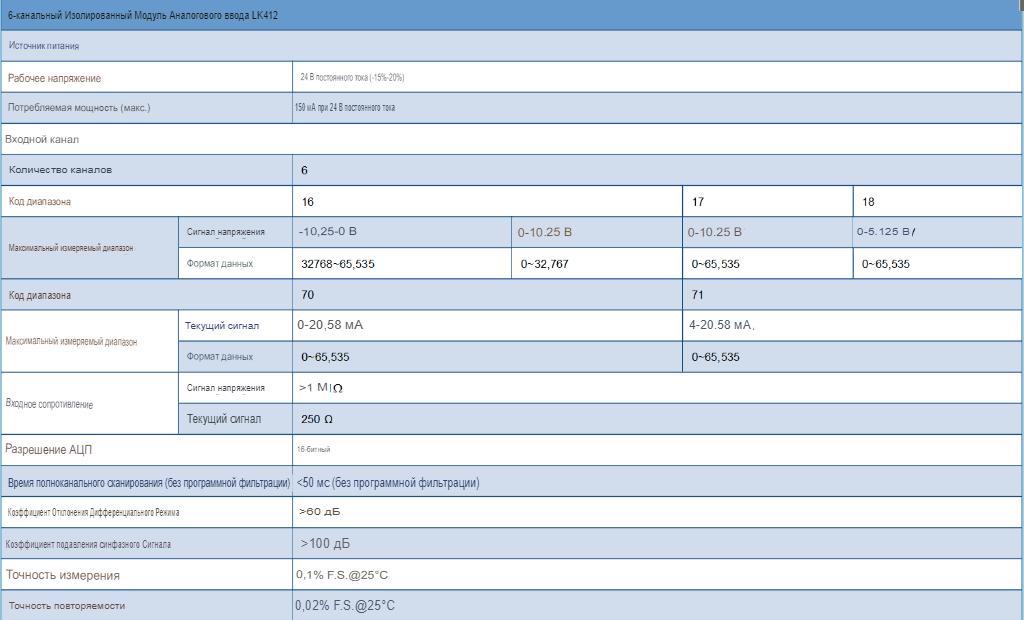 6-канальный Изолированный Модуль Аналогового ввода LK412
Источник питания
Рабочее напряжение 24 В постоянного тока (-15%-20%)
Потребляемая мощность (макс.) 150 мА при 24 В постоянного тока
Входной канал
Количество каналов 6
Код диапазона 16 17 18
Максимальный измеряемый диапазон Сигнал напряжения -10,25-0 В 0-10.25 В 0-10.25 В 0-5.125 В/
Формат данных 32768~65,535 0~32,767 0~65,535 0~65,535
Код диапазона 70 71
Максимальный измеряемый диапазон Текущий сигнал 0-20,58 мА 4-20.58 мА,
Формат данных 0~65,535 0~65,535
Входное сопротивление Сигнал напряжения >1 М|Ω
Текущий сигнал 250 Ω
Разрешение АЦП 16-битный
Время полноканального сканирования (без программной фильтрации) <50 мс (без программной фильтрации)
Коэффициент Отклонения Дифференциального Режима >60 дБ
Коэффициент подавления синфазного Сигнала >100 дБ
Точность измерения 0,1% F.S.@25°C
Точность повторяемости 0,02% F.S.@25°C